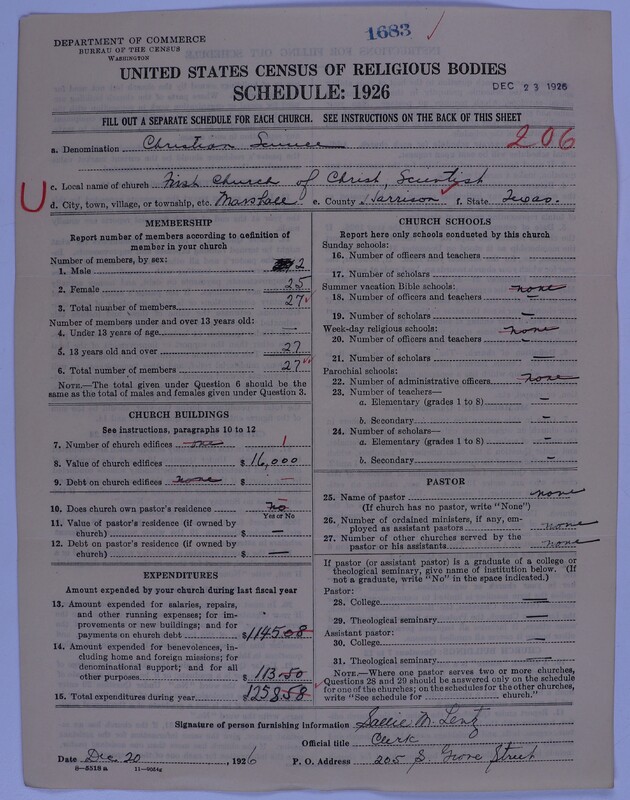 1683
DEPARTMENT OF COMMERCE
BUREAU OF THE CENSUS
WASHINGTON
UNITED STATES CENSUS OF RELIGIOUS BODIES
SCHEDULE: 1926
DEC 23 1926
FILL OUT A SEPARATE SCHEDULE FOR EACH CHURCH. SEE INSTRUCTIONS ON THE BACK OF THIS SHEET
a. Denomination Christian Science 206
U
c. Local name of church First Church of Christ, Scientist
d. City, town, village, or township, etc. Marshall e. County Harrison f. State Texas.
MEMBERSHIP
Report number of members according to definition of
member in your church
Number of members, by sex:
1. Male 2
2. Female 25
3. Total number of members 27
Number of members under and over 13 years old:
4. Under 13 years of age —
5. 13 years old and over 27
6. Total number of members 27
NOTE.—The total given under Question 6 should be
same as the total of males and females given under Question 3.
CHURCH BUILDINGS
See instructions, paragraphs 10 to 12
7. Number of church edifices one 1
8. Value of church edifices $16,000
9. Debt on church edifices none $ —
10. Does church own pastor's residence no
Yes or No
11. Value of pastor's residence (if owned by
church) $ —
12. Debt on pastor's residence (if owned by
church) $ —
EXPENDITURES
Amount expended by your church during last fiscal year
13. Amount expended for salaries, repairs,
and other running expenses; for im-
provements or new buildings; and for
payments on church debt $1145.08
14. Amount expended for benevolences, in-
cluding home and foreign missions; for
denominational support; and for all
other purposes $ 113.50
15. Total expenditures during year $1258.58
CHURCH SCHOOLS
Report here only schools conducted by this church
Sunday schools:
16. Number of officers and teachers
17. Number of scholars
Summer vacation Bible schools: none
18. Number of officers and teachers —
19. Number of scholars —
Week-day religious schools: none
20. Number of officers and teachers —
21. Number of scholars —
Parochial schools:
22. Number of administrative officers none
23. Number of teachers—
a. Elementary (grades 1 to 8) —
b. Secondary —
24. Number of scholars—
a. Elementary (grades 1 to 8) —
b. Secondary —
PASTOR
25. Name of pastor none
(If church has no pastor, write "None")
26. Number of ordained ministers, if any, em-
ployed as assistant pastors none
27. Number of other churches served by the
pastor or his assistants none
If pastor (or assistant pastor) is a graduate of a college or
theological seminary, give name of institution below. (If
not a graduate, write "No" in the space indicated.)
Pastor:
28. College —
29. Theological seminary —
Assistant pastor:
30. College —
31. Theological seminary —
NOTE.—Where one pastor serves two or more churches,
Questions 28 and 29 should be answered only on the schedule
for one of the churches; on the schedules for the other churches,
write "See schedule for ........ church."
Signature of person furnishing information Sallie M. Lentz
Official title Clerk
Date Dec. 20, 1926 P. O. Address 205 S. Grove Street
8—5518 a 11—9034g